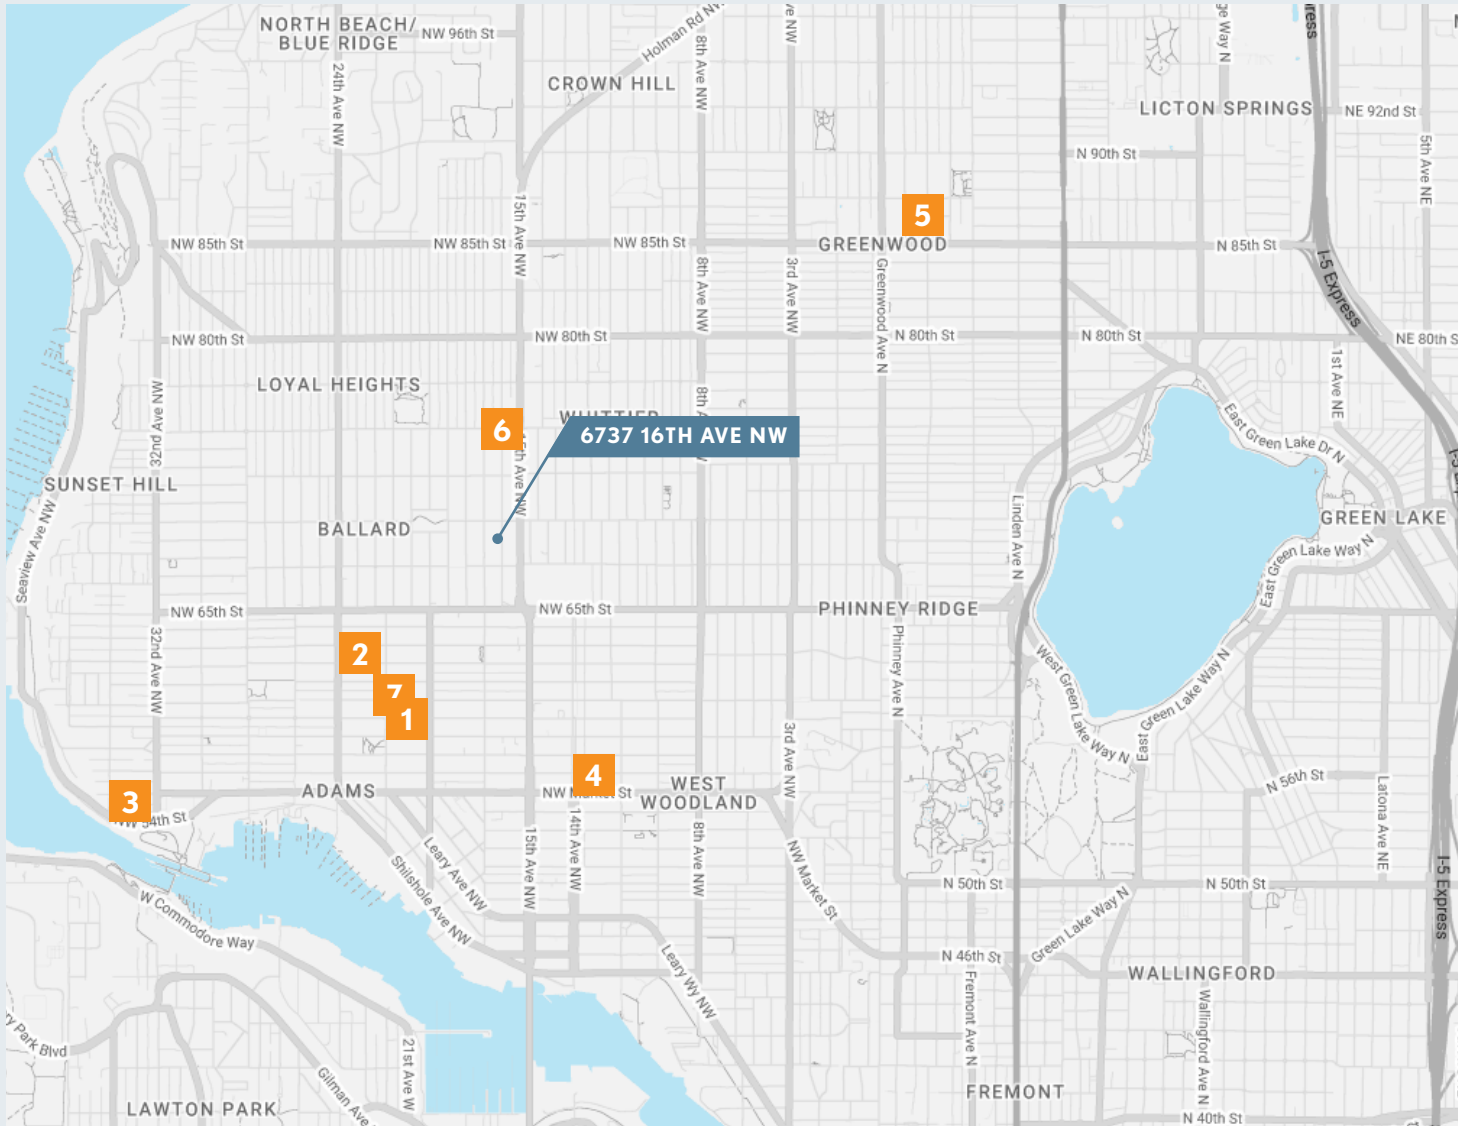 NORTH BEACH/
BLUE RIDGE
NW 96th St
Holman Rd NW
8th Ave NW
CROWN HILL
24th Ave NW
LICTON SPRINGS
NE 92nd St
N 90th St
5th Ave NE
15th Ave NW
5
NW 85th St
NW 85th St
NW 85th St
GREENWOOD
N 85th St
I-5 Express
8th Ave NW
3rd Ave NW
Greenwood Ave N
NW 80th St
NW 80th St
N 80th St
N 80th St
NE 80th S
1st Ave NE
LOYAL HEIGHTS
32nd Ave NW
WHITTIER
6
6737 16TH AVE NW
East Green Lake Dr N
SUNSET HILL
BALLARD
Seaview Ave NW
Linden Ave N
GREEN LAKE
East Green Lake Way N
NW 65th St
NW 65th St
PHINNEY RIDGE
32nd Ave NW
2
7
1
Phinney Ave N
West Green Lake Way N
East Green Lake Way N
3rd Ave NW
4
3
ADAMS
NW Market St
WEST
WOODLAND
N 56th St
NW 54th St
Latona Ave NE
Leary Ave NW
Shilshole Ave NW
15th Ave NW
14th Ave NW
8th Ave NW
NW Market St
N 50th St
N 50th St
I-5 Express
W Commodore Way
Green Lake Way N
N 46th St
WALLINGFORD
Leary Wy NW
Fremont Ave N
Wallingford Ave N
Park Blvd
21st Ave W
Gilman Ave
FREMONT
LAWTON PARK
N 40th St